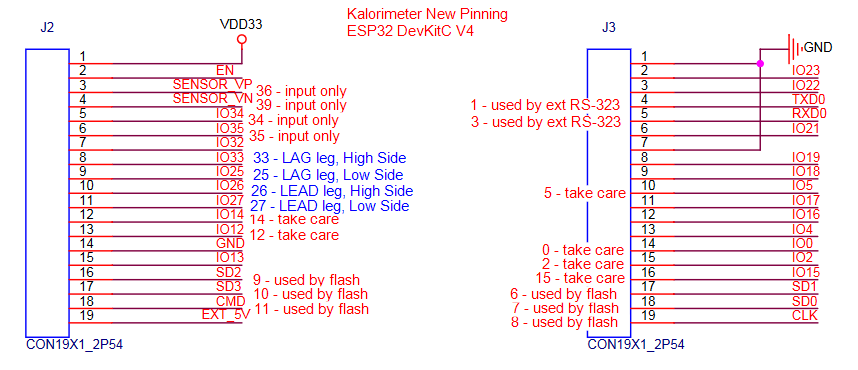 Kalorimeter New Pinning
ESP32 DevKitC V4
J2
VDD33
1
2 EN
3 SENSOR_VP 36 - input only
4 SENSOR_VN 39 - input only
5 IO34 34 - input only
6 IO35 35 - input only
7 IO32
8 IO33 33 - LAG leg, High Side
9 IO25 25 - LAG leg, Low Side
10 IO26 26 - LEAD leg, High Side
11 IO27 27 - LEAD leg, Low Side
12 IO14 14 - take care
13 IO12 12 - take care
14 GND
15 IO13
16 SD2 9 - used by flash
17 SD3 10 - used by flash
18 CMD 11 - used by flash
19 EXT_5V
CON19X1_2P54
J3
GND
1
2 IO23
3 IO22
1 - used by ext RS-323 4 TXD0
3 - used by ext RS-323 5 RXD0
6 IO21
7
8 IO19
9 IO18
5 - take care 10 IO5
11 IO17
12 IO16
13 IO4
0 - take care 14 IO0
2 - take care 15 IO2
15 - take care 16 IO15
6 - used by flash 17 SD1
7 - used by flash 18 SD0
8 - used by flash 19 CLK
CON19X1_2P54